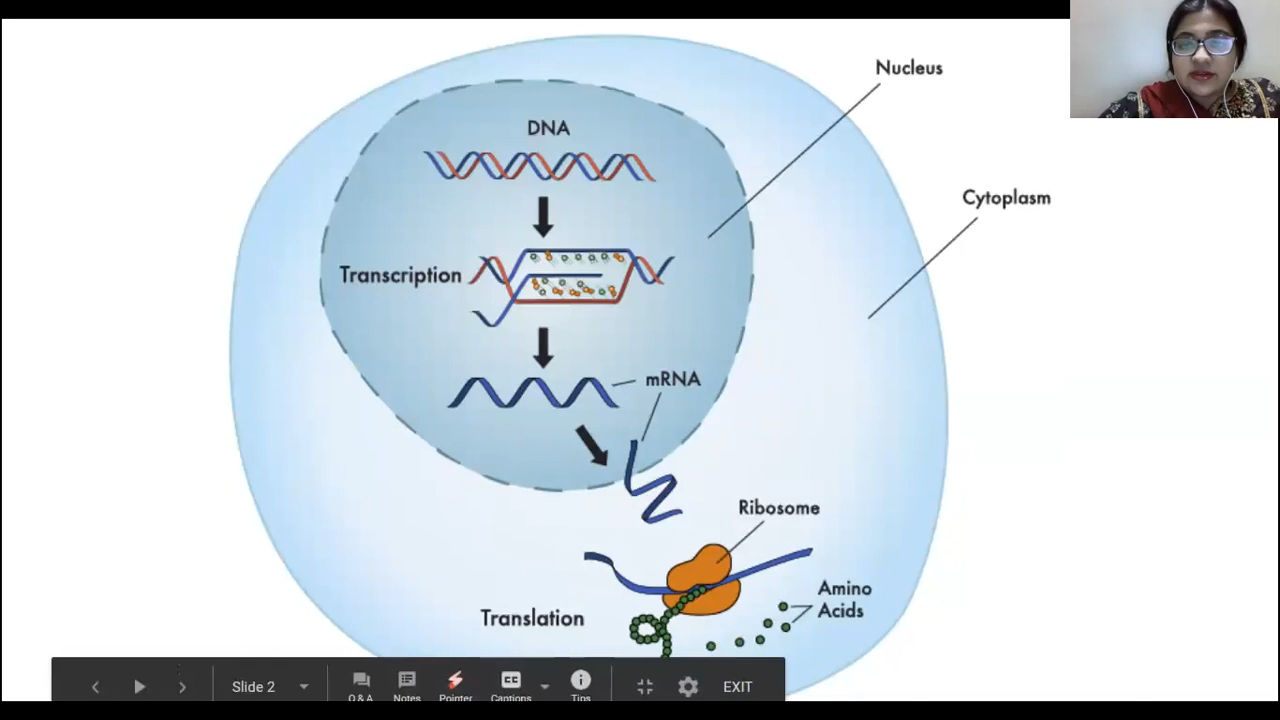 Nucleus
DNA
Cytoplasm
Transcription
mRNA
Ribosome
Amino
Acids
Translation
Slide 2
Q & A
Notes
Pointer
Captions
Tips
EXIT